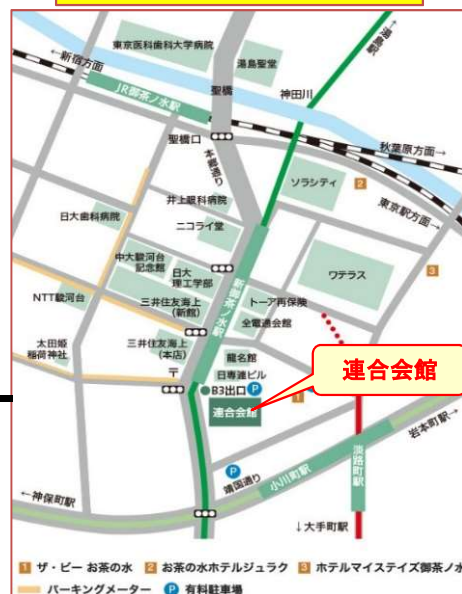 東京医科歯科大学病院
湯島聖堂
←湯島駅
←新宿方面
JR御茶ノ水駅
聖橋
神田川
聖橋口
本郷通り
秋葉原方面→
東京駅方面→
ソラシティ
2
井上眼科病院
ニコライ堂
日大歯科病院
中大駿河台
記念館
日大
理工学部
新御茶ノ水駅
ワテラス
3
NTT駿河台
三井住友海上
(新館)
トーア再保険
全電通会館
太田姫
稲荷神社
三井住友海上
(本店)
龍名館
日専連ビル
〒
B3出口
P
連合会館
連合会館
1
淡路町駅
岩本町駅→
P
靖国通り
小川町駅
←神保町駅
↓大手町駅
1 ザ・ビー お茶の水 2 お茶の水ホテルジュラク 3 ホテルマイステイズ御茶ノ水
パーキングメーター P 有料駐車場